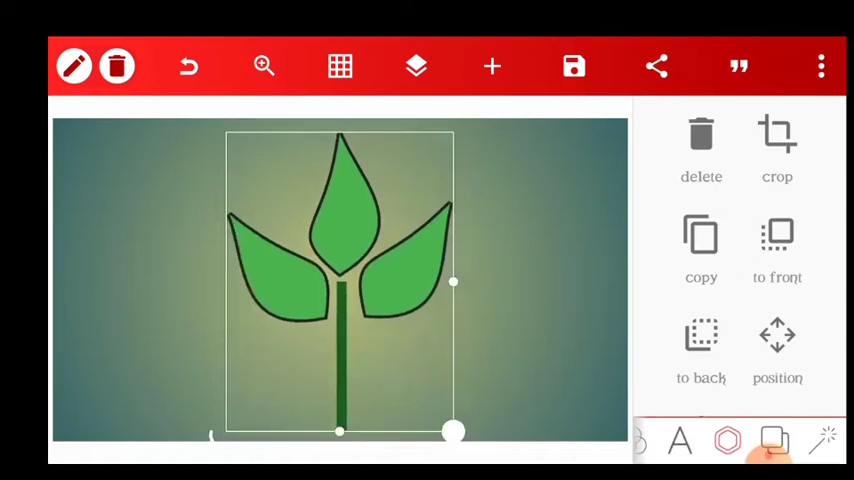 delete
crop
copy
to front
to back
position
A